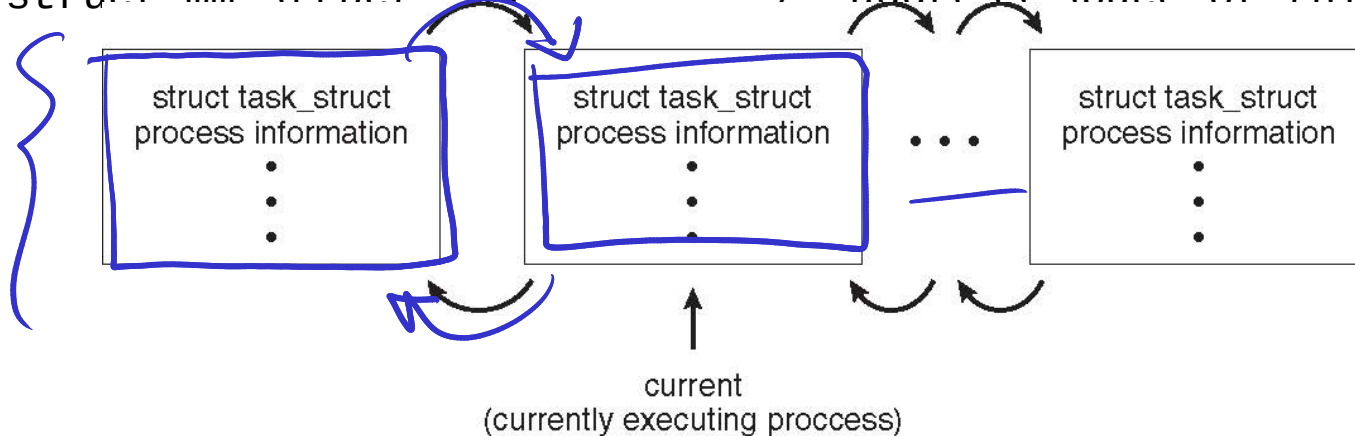 struct task_struct
process information
struct task_struct
process information
struct task_struct
process information
current
(currently executing proccess)